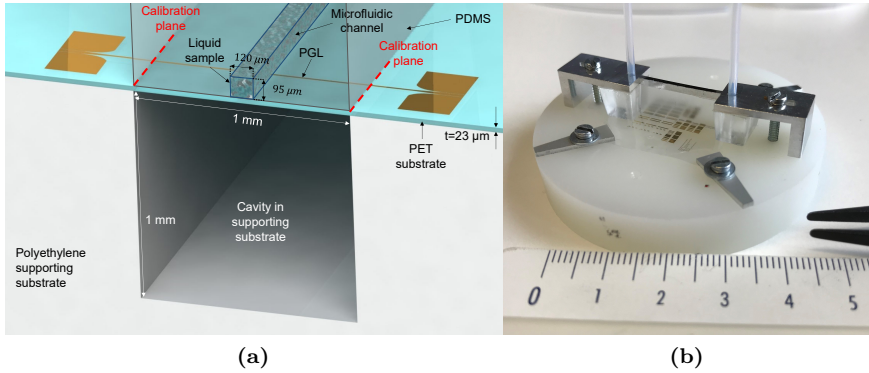 Calibration
plane
Microfluidic
channel
PDMS
Liquid
sample
120 μm
PGL
Calibration
plane
95 μm
1 mm
t=23 μm
PET
substrate
1 mm
Cavity in
supporting
substrate
Polyethylene
supporting
substrate
0 1 2 3 4 5
(a)
(b)